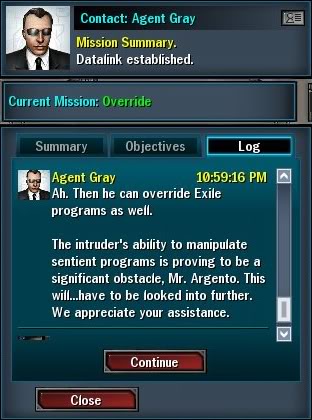 Contact: Agent Gray
Mission Summary.
Datalink established.
Current Mission: Override
Summary
Objectives
Log
Agent Gray 10:59:16 PM
Ah. Then he can override Exile
programs as well.
The intruder's ability to manipulate
sentient programs is proving to be a
significant obstacle, Mr. Argento. This
will...have to be looked into further.
We appreciate your assistance.
Continue
Close